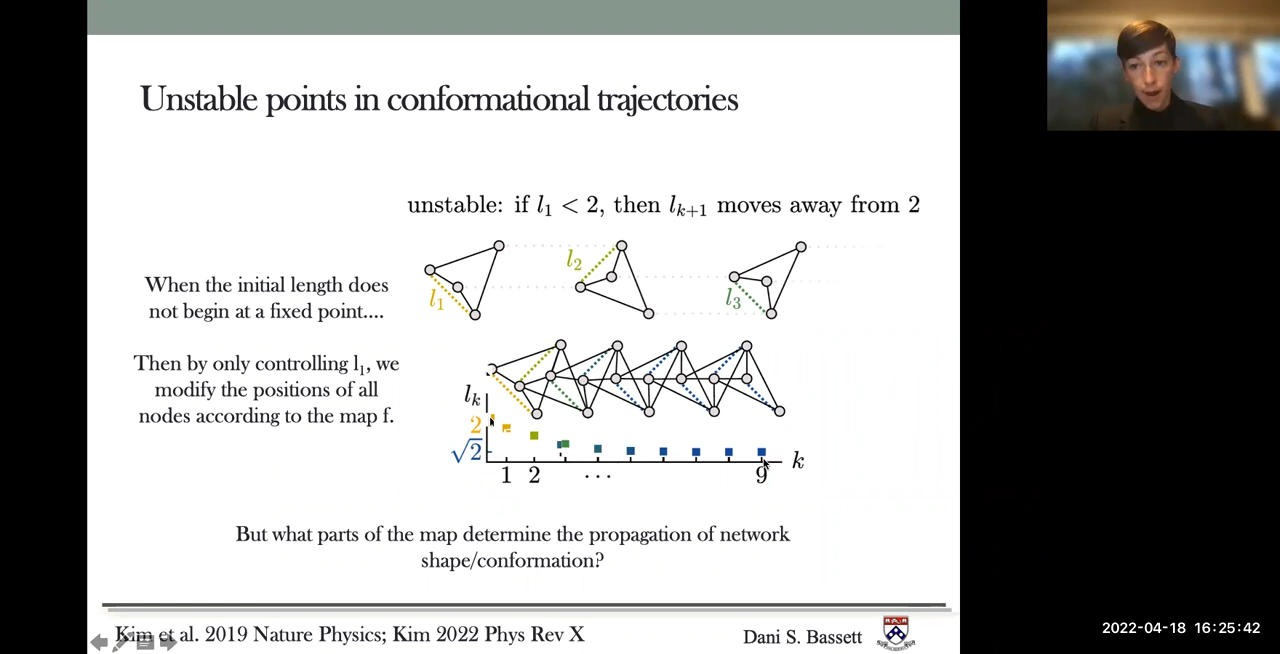 Unstable points in conformational trajectories
unstable: if l₁ < 2, then lₖ₊₁ moves away from 2
When the initial length does
not begin at a fixed point....
l₁
l₂
l₃
Then by only controlling l₁, we
modify the positions of all
nodes according to the map f.
lₖ
2
√2
1 2 ... 9 k
But what parts of the map determine the propagation of network
shape/conformation?
Kim et al. 2019 Nature Physics; Kim 2022 Phys Rev X
Dani S. Bassett
2022-04-18 16:25:42